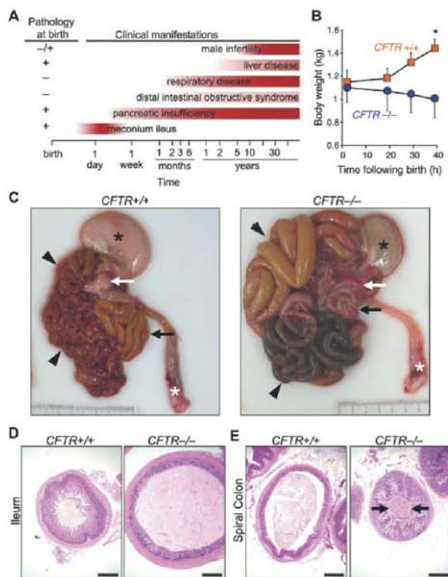 A
Pathology at birth
Clinical manifestations
–/+ male infertility
+ liver disease
– respiratory disease
– distal intestinal obstructive syndrome
+ pancreatic insufficiency
+ meconium ileus
birth 1 1 1 2 3 6 1 2 5 10 30
day week months years
Time
B
Body weight (kg)
1.6
1.4
1.2
1
0.8
CFTR +/+
*
CFTR –/–
0 10 20 30 40
Time following birth (h)
C
CFTR+/+
CFTR–/–
*
*
*
*
D
CFTR+/+
CFTR–/–
Ileum
E
CFTR+/+
CFTR–/–
Spiral Colon